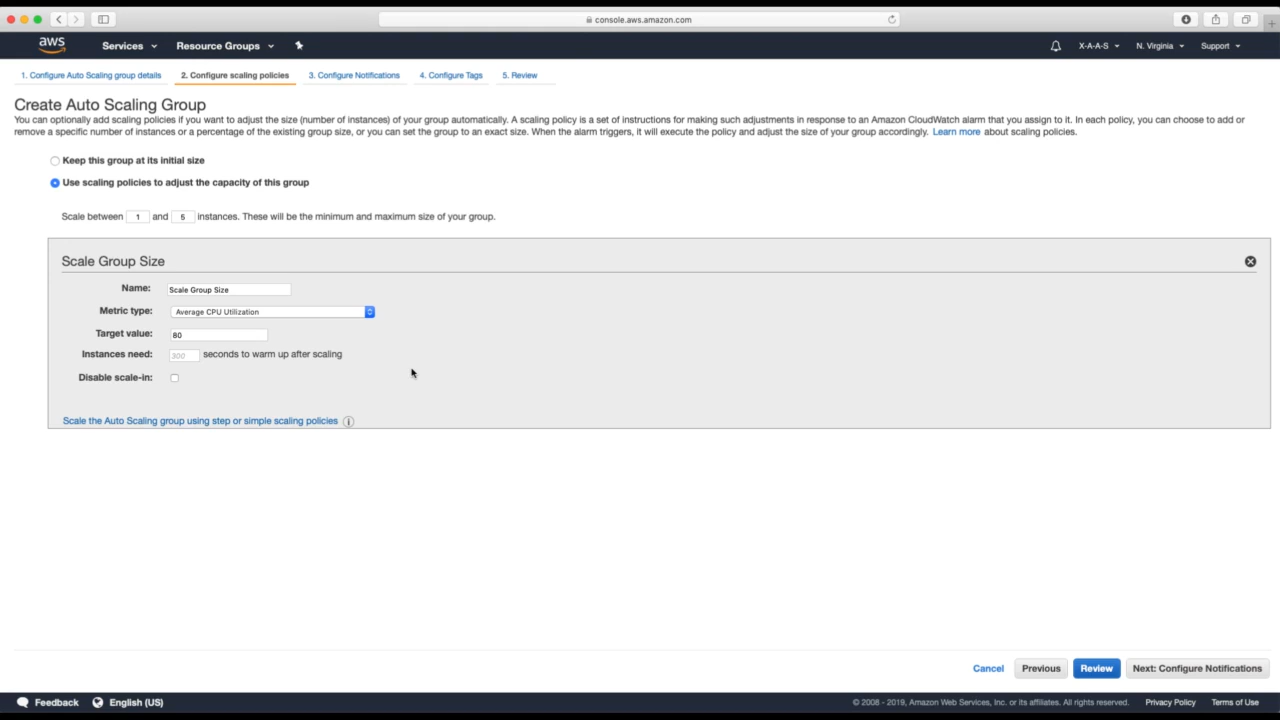 console.aws.amazon.com
aws Services Resource Groups X-A-A-S N. Virginia Support
1. Configure Auto Scaling group details 2. Configure scaling policies 3. Configure Notifications 4. Configure Tags 5. Review
Create Auto Scaling Group
You can optionally add scaling policies if you want to adjust the size (number of instances) of your group automatically. A scaling policy is a set of instructions for making such adjustments in response to an Amazon CloudWatch alarm that you assign to it. In each policy, you can choose to add or
remove a specific number of instances or a percentage of the existing group size, or you can set the group to an exact size. When the alarm triggers, it will execute the policy and adjust the size of your group accordingly. Learn more about scaling policies.
Keep this group at its initial size
Use scaling policies to adjust the capacity of this group
Scale between 1 and 5 instances. These will be the minimum and maximum size of your group.
Scale Group Size
Name: Scale Group Size
Metric type: Average CPU Utilization
Target value: 80
Instances need: 300 seconds to warm up after scaling
Disable scale-in:
Scale the Auto Scaling group using step or simple scaling policies i
Cancel Previous Review Next: Configure Notifications
Feedback English (US) © 2008 - 2019, Amazon Web Services, Inc. or its affiliates. All rights reserved. Privacy Policy Terms of Use